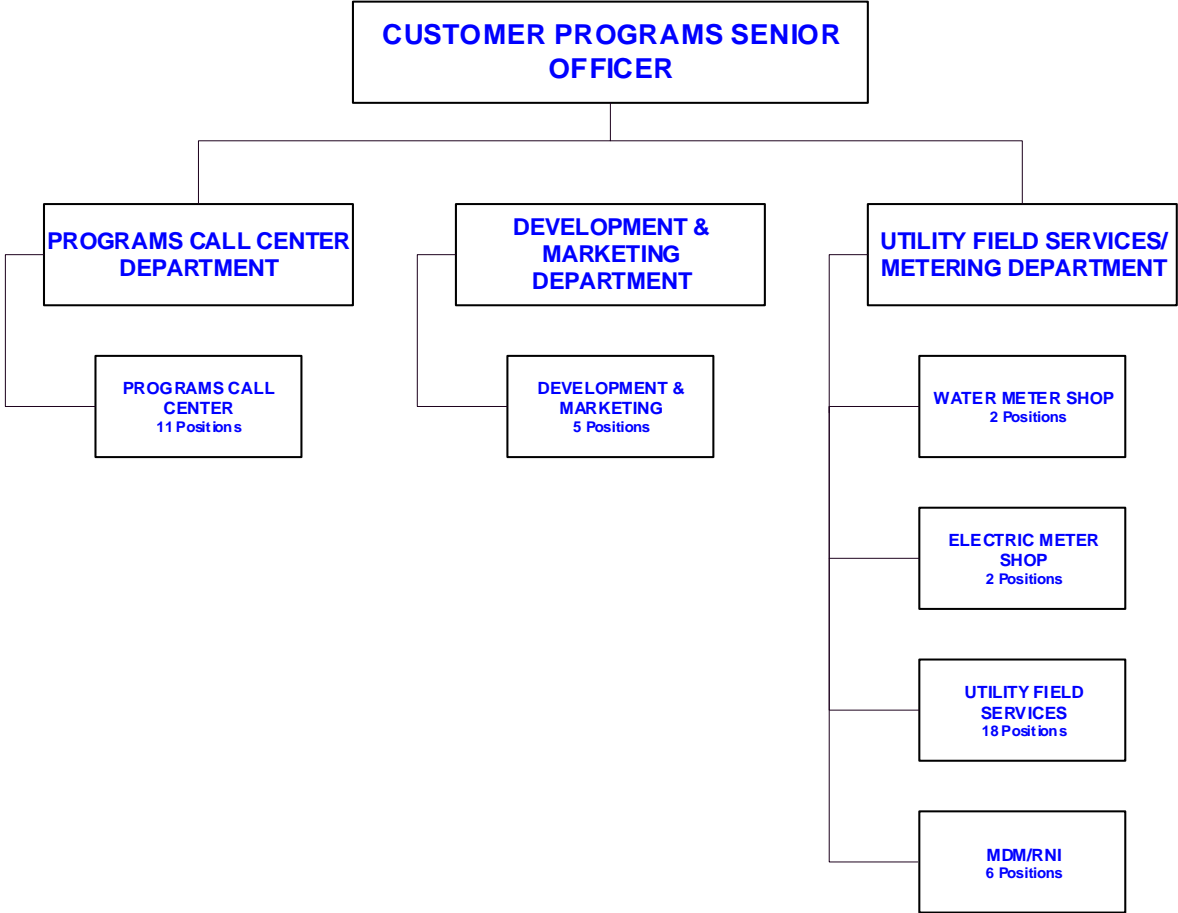 CUSTOMER PROGRAMS SENIOR
OFFICER
PROGRAMS CALL CENTER
DEPARTMENT
DEVELOPMENT &
MARKETING
DEPARTMENT
UTILITY FIELD SERVICES/
METERING DEPARTMENT
PROGRAMS CALL
CENTER
11 Positions
DEVELOPMENT &
MARKETING
5 Positions
WATER METER SHOP
2 Positions
ELECTRIC METER
SHOP
2 Positions
UTILITY FIELD
SERVICES
18 Positions
MDM/RNI
6 Positions